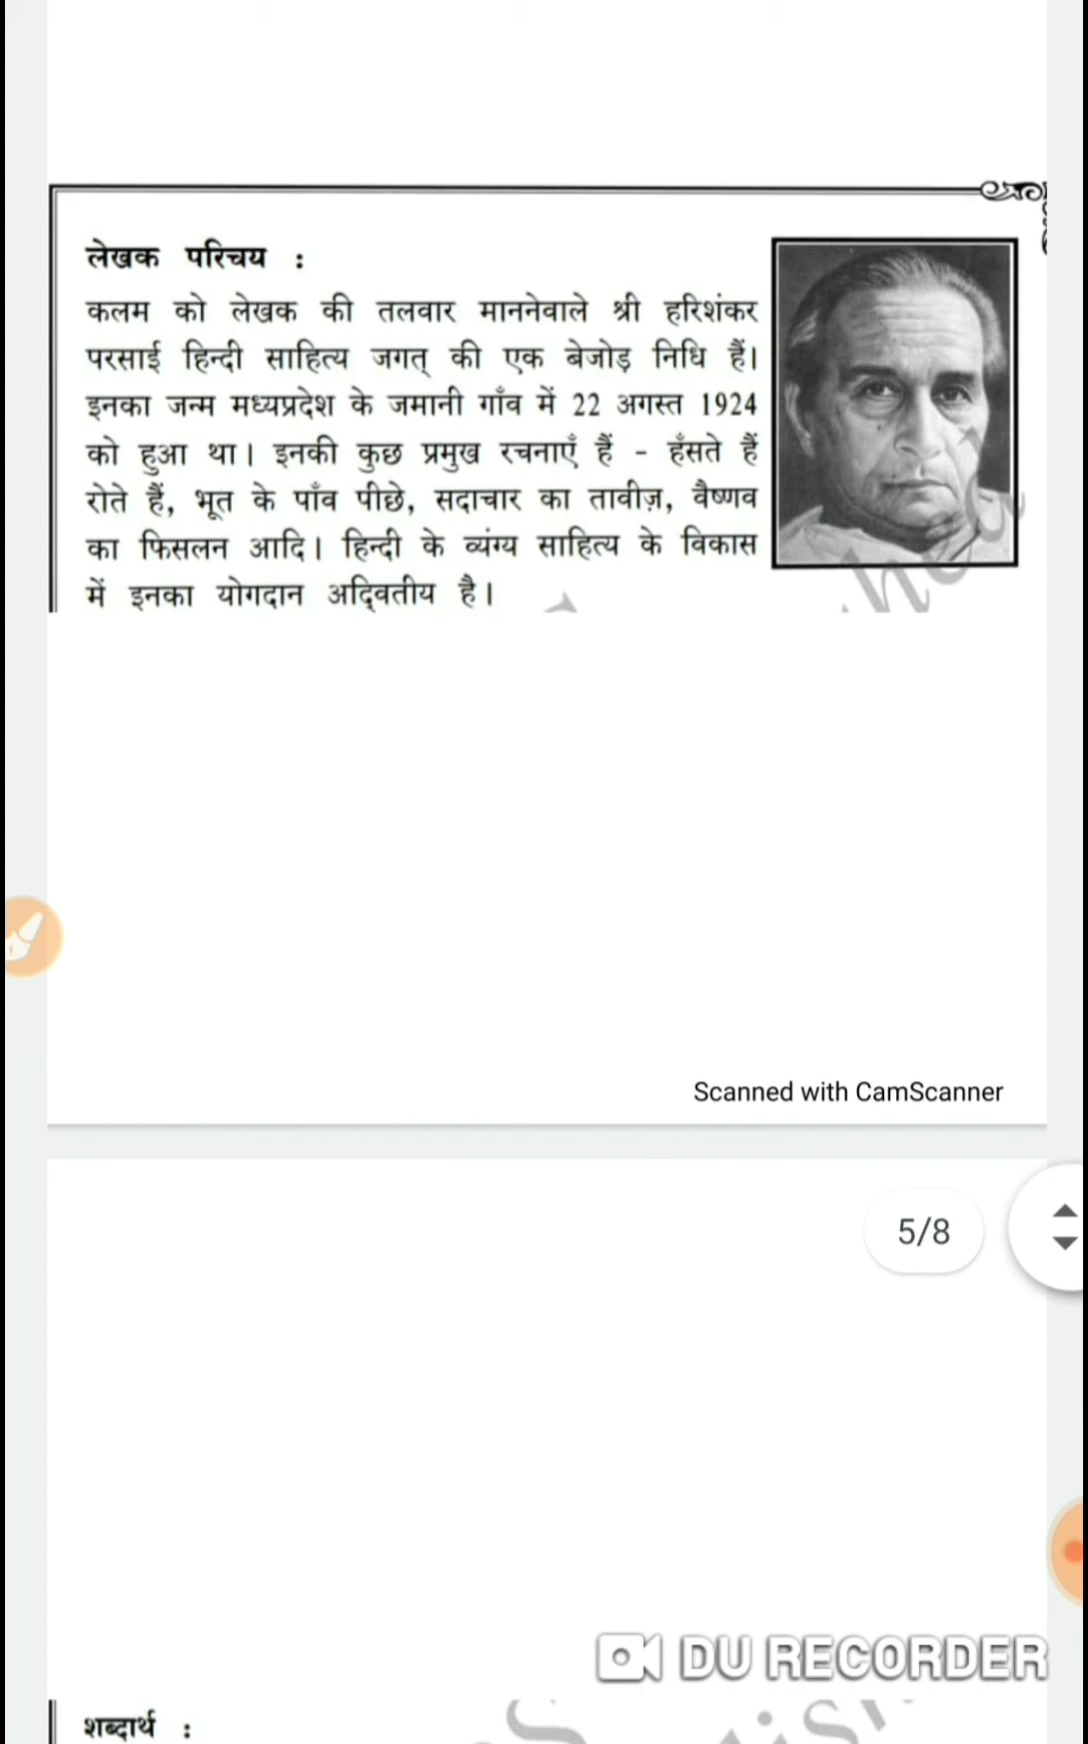 लेखक परिचय :
कलम को लेखक की तलवार माननेवाले श्री हरिशंकर
परसाई हिन्दी साहित्य जगत् की एक बेजोड़ निधि हैं।
इनका जन्म मध्यप्रदेश के जमानी गाँव में 22 अगस्त 1924
को हुआ था। इनकी कुछ प्रमुख रचनाएँ हैं - हँसते हैं
रोते हैं, भूत के पाँव पीछे, सदाचार का तावीज़, वैष्णव
का फिसलन आदि। हिन्दी के व्यंग्य साहित्य के विकास
में इनका योगदान अद्वितीय है।
Scanned with CamScanner
5/8
DU RECORDER
शब्दार्थ :